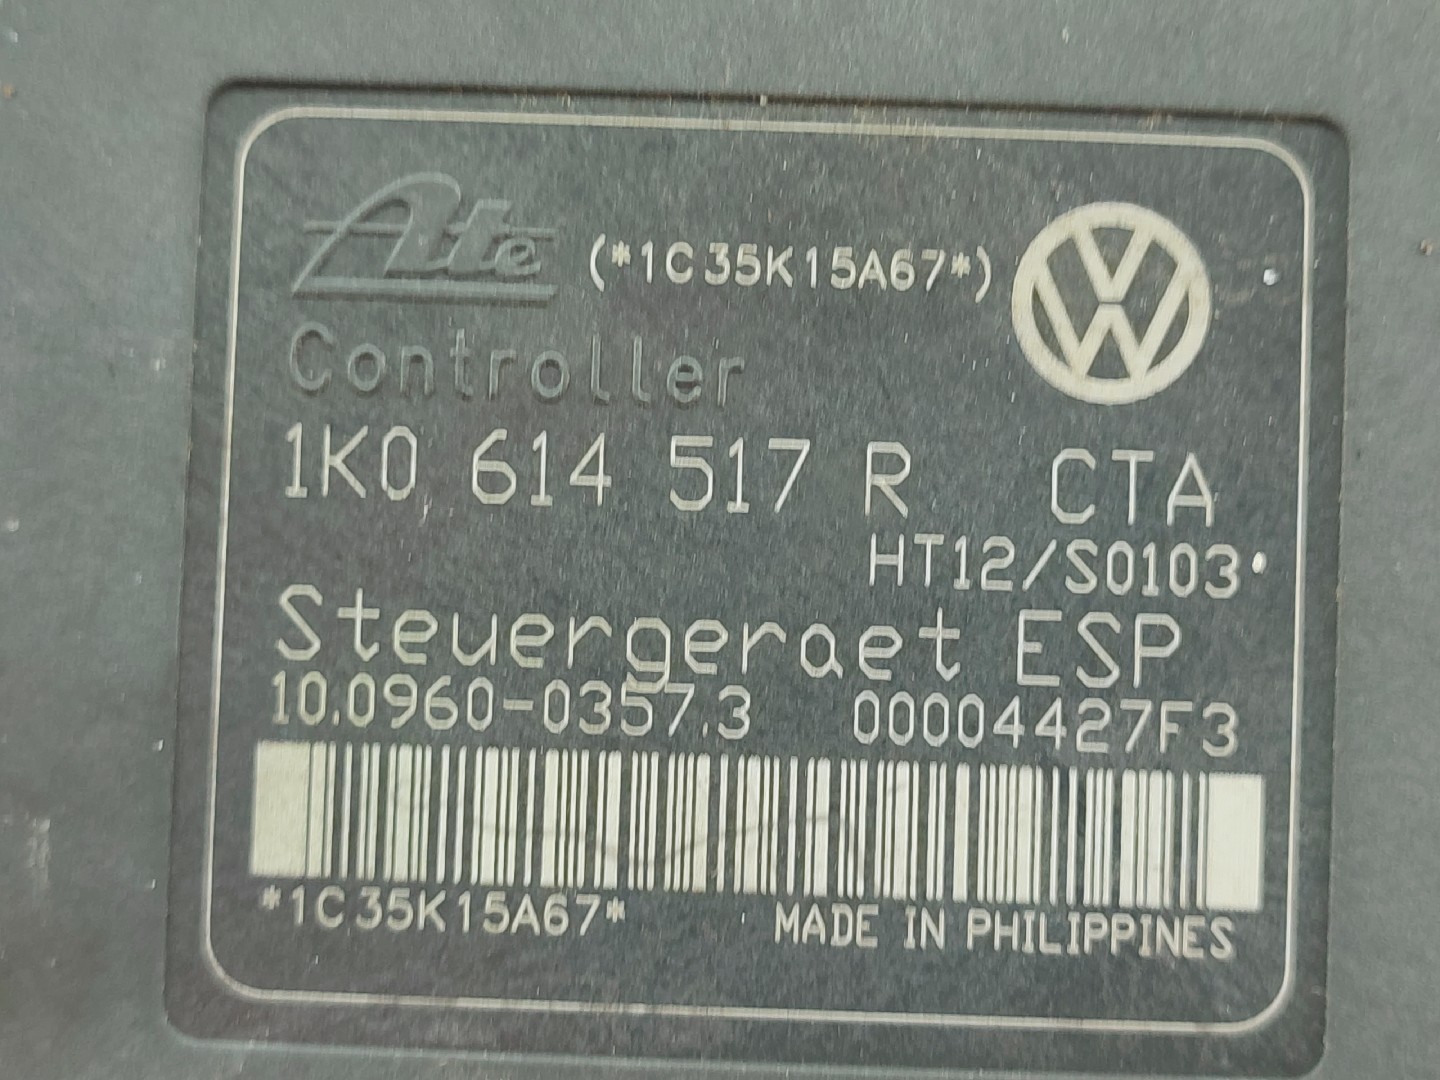 Ate (*1C35K15A67*)
Controller
1K0 614 517 R CTA
HT12/S0103
Steuergeraet ESP
10.0960-0357.3 00004427F3
*1C35K15A67* MADE IN PHILIPPINES